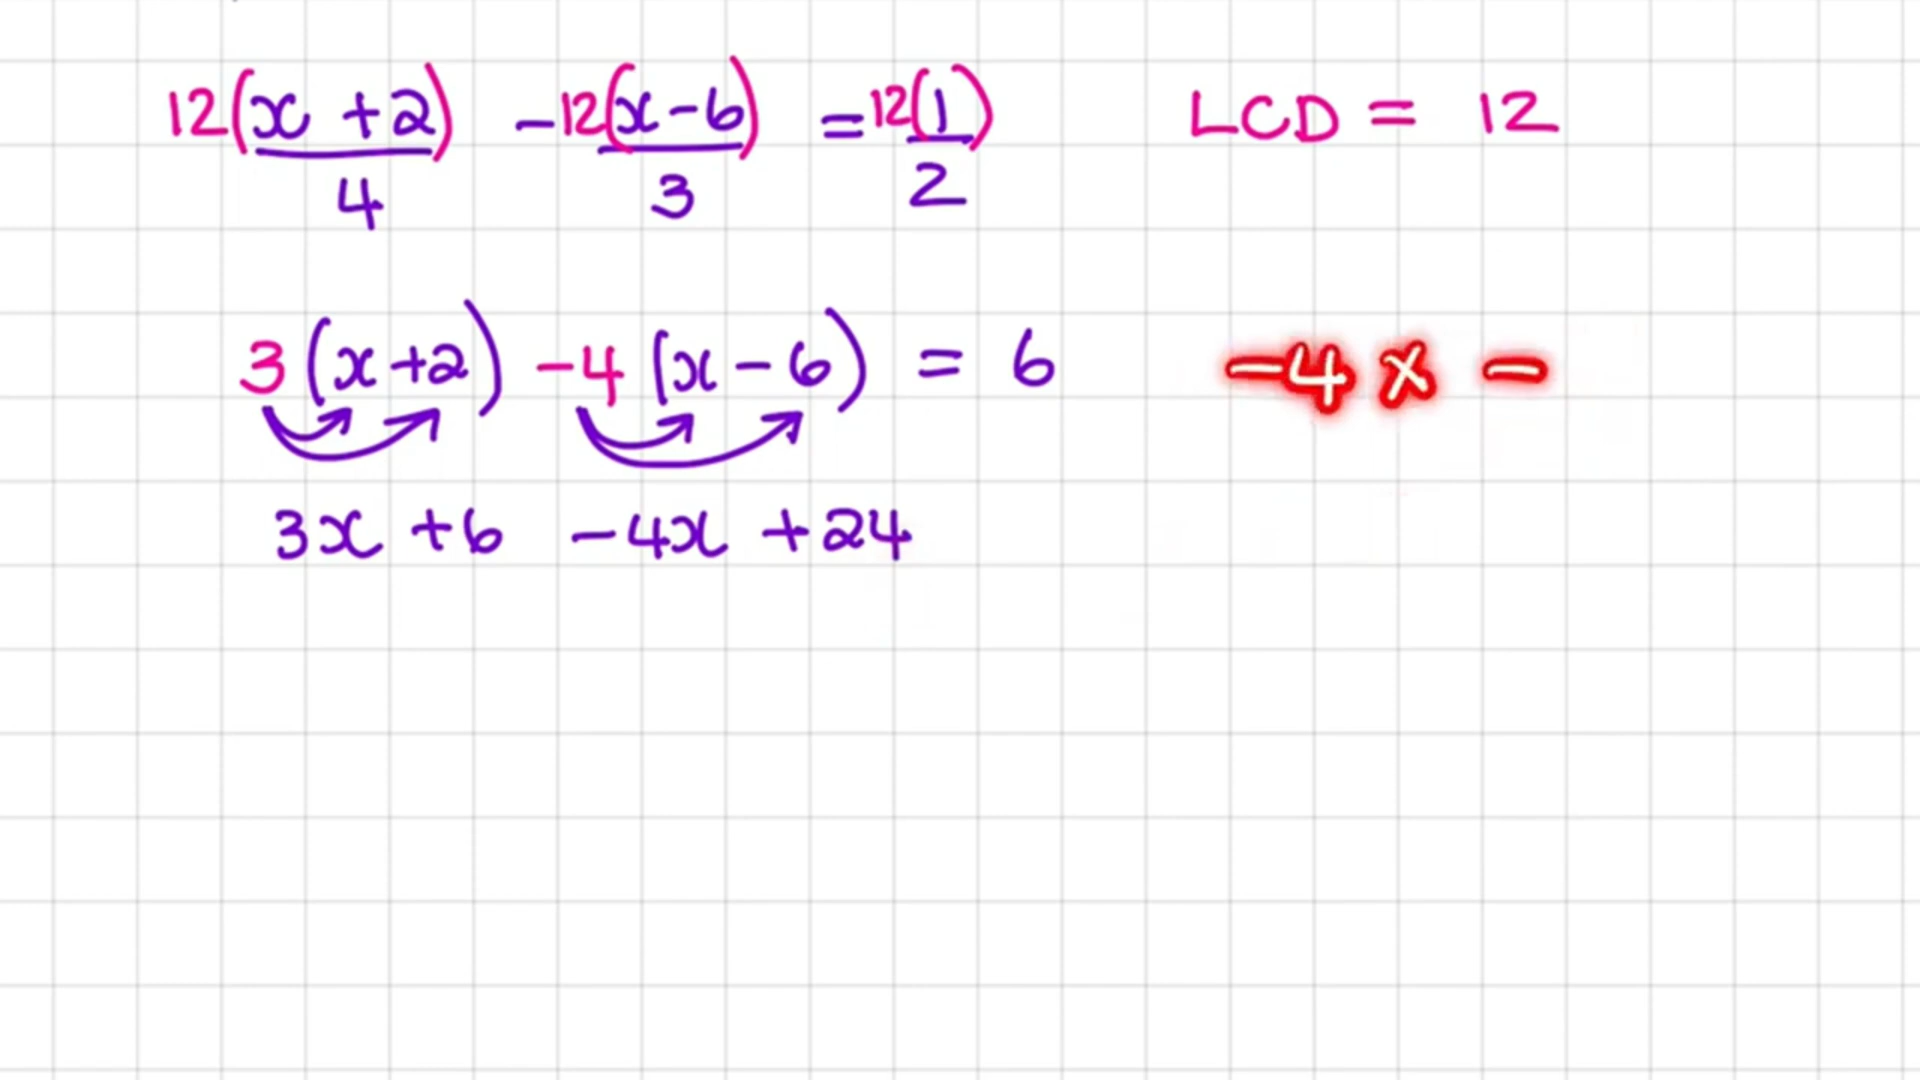 12(x + 2) - 12(x - 6) = 12(1) LCD = 12
4 3 2
3 (x + 2) - 4 (x - 6) = 6 -4 x -
3x + 6 - 4x + 24